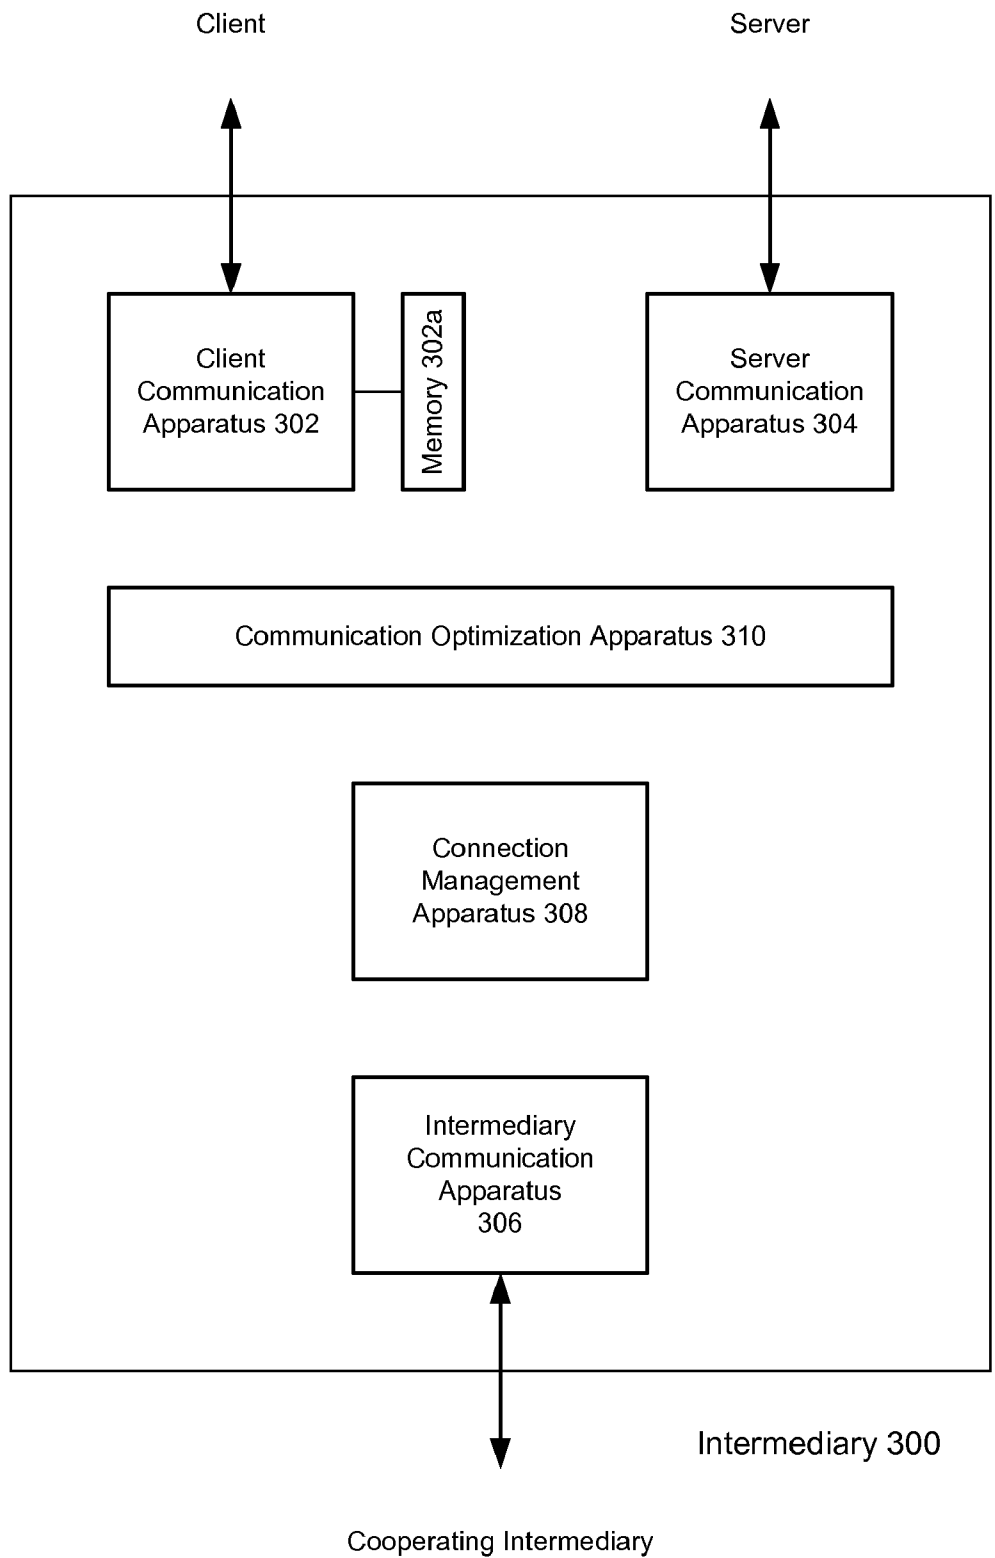 Client
Server
Client
Communication
Apparatus 302
Memory 302a
Server
Communication
Apparatus 304
Communication Optimization Apparatus 310
Connection
Management
Apparatus 308
Intermediary
Communication
Apparatus
306
Intermediary 300
Cooperating Intermediary